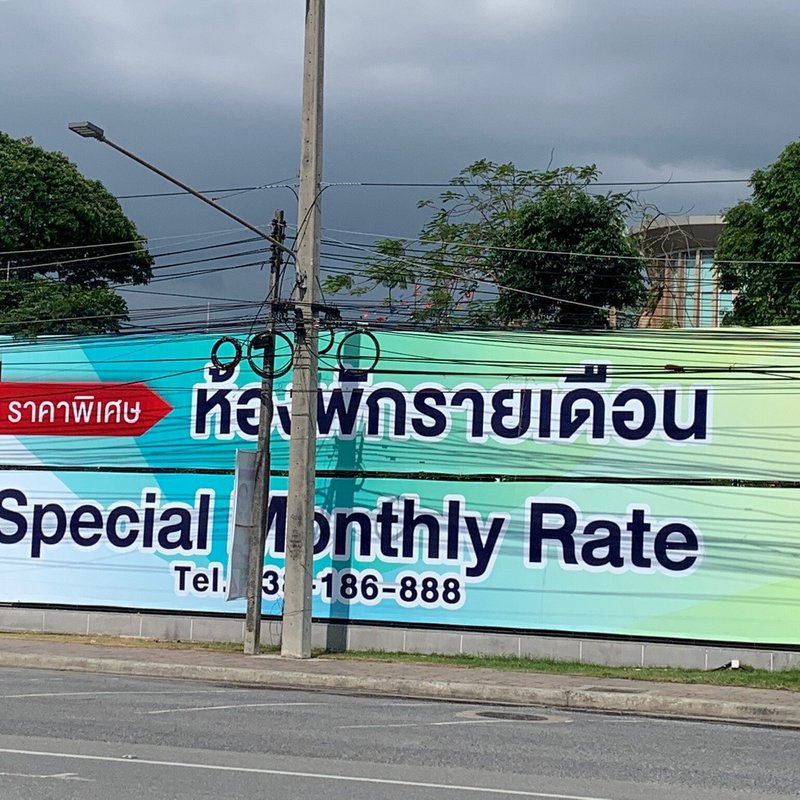 ราคาพิเศษ ห้องพักรายเดือน
Special Monthly Rate
Tel. 038-186-888